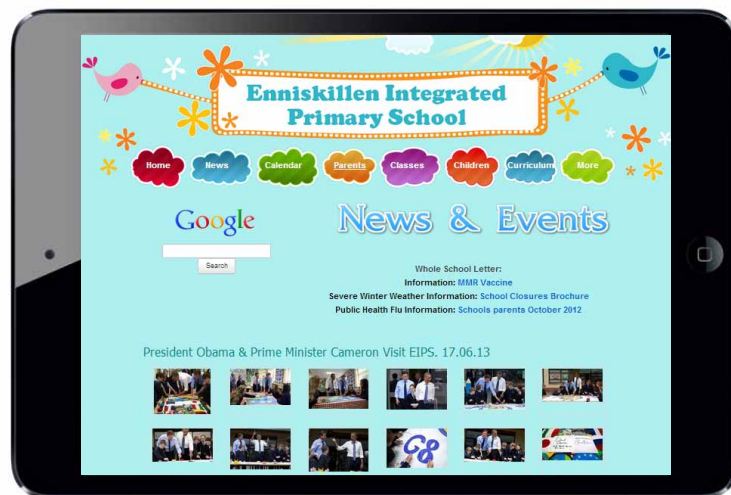 Enniskillen Integrated
Primary School
Home News Calendar Parents Classes Children Curriculum More
Google
News & Events
Search
Whole School Letter:
Information: MMR Vaccine
Severe Winter Weather Information: School Closures Brochure
Public Health Flu Information: Schools parents October 2012
President Obama & Prime Minister Cameron Visit EIPS. 17.06.13
G8